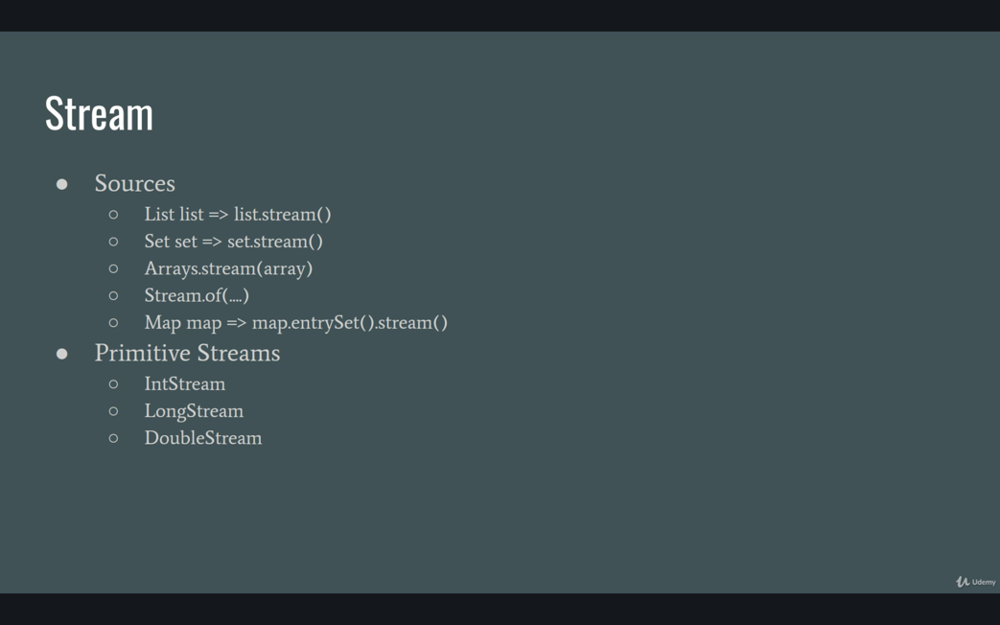 Stream
● Sources
○ List list => list.stream()
○ Set set => set.stream()
○ Arrays.stream(array)
○ Stream.of(....)
○ Map map => map.entrySet().stream()
● Primitive Streams
○ IntStream
○ LongStream
○ DoubleStream
Udemy